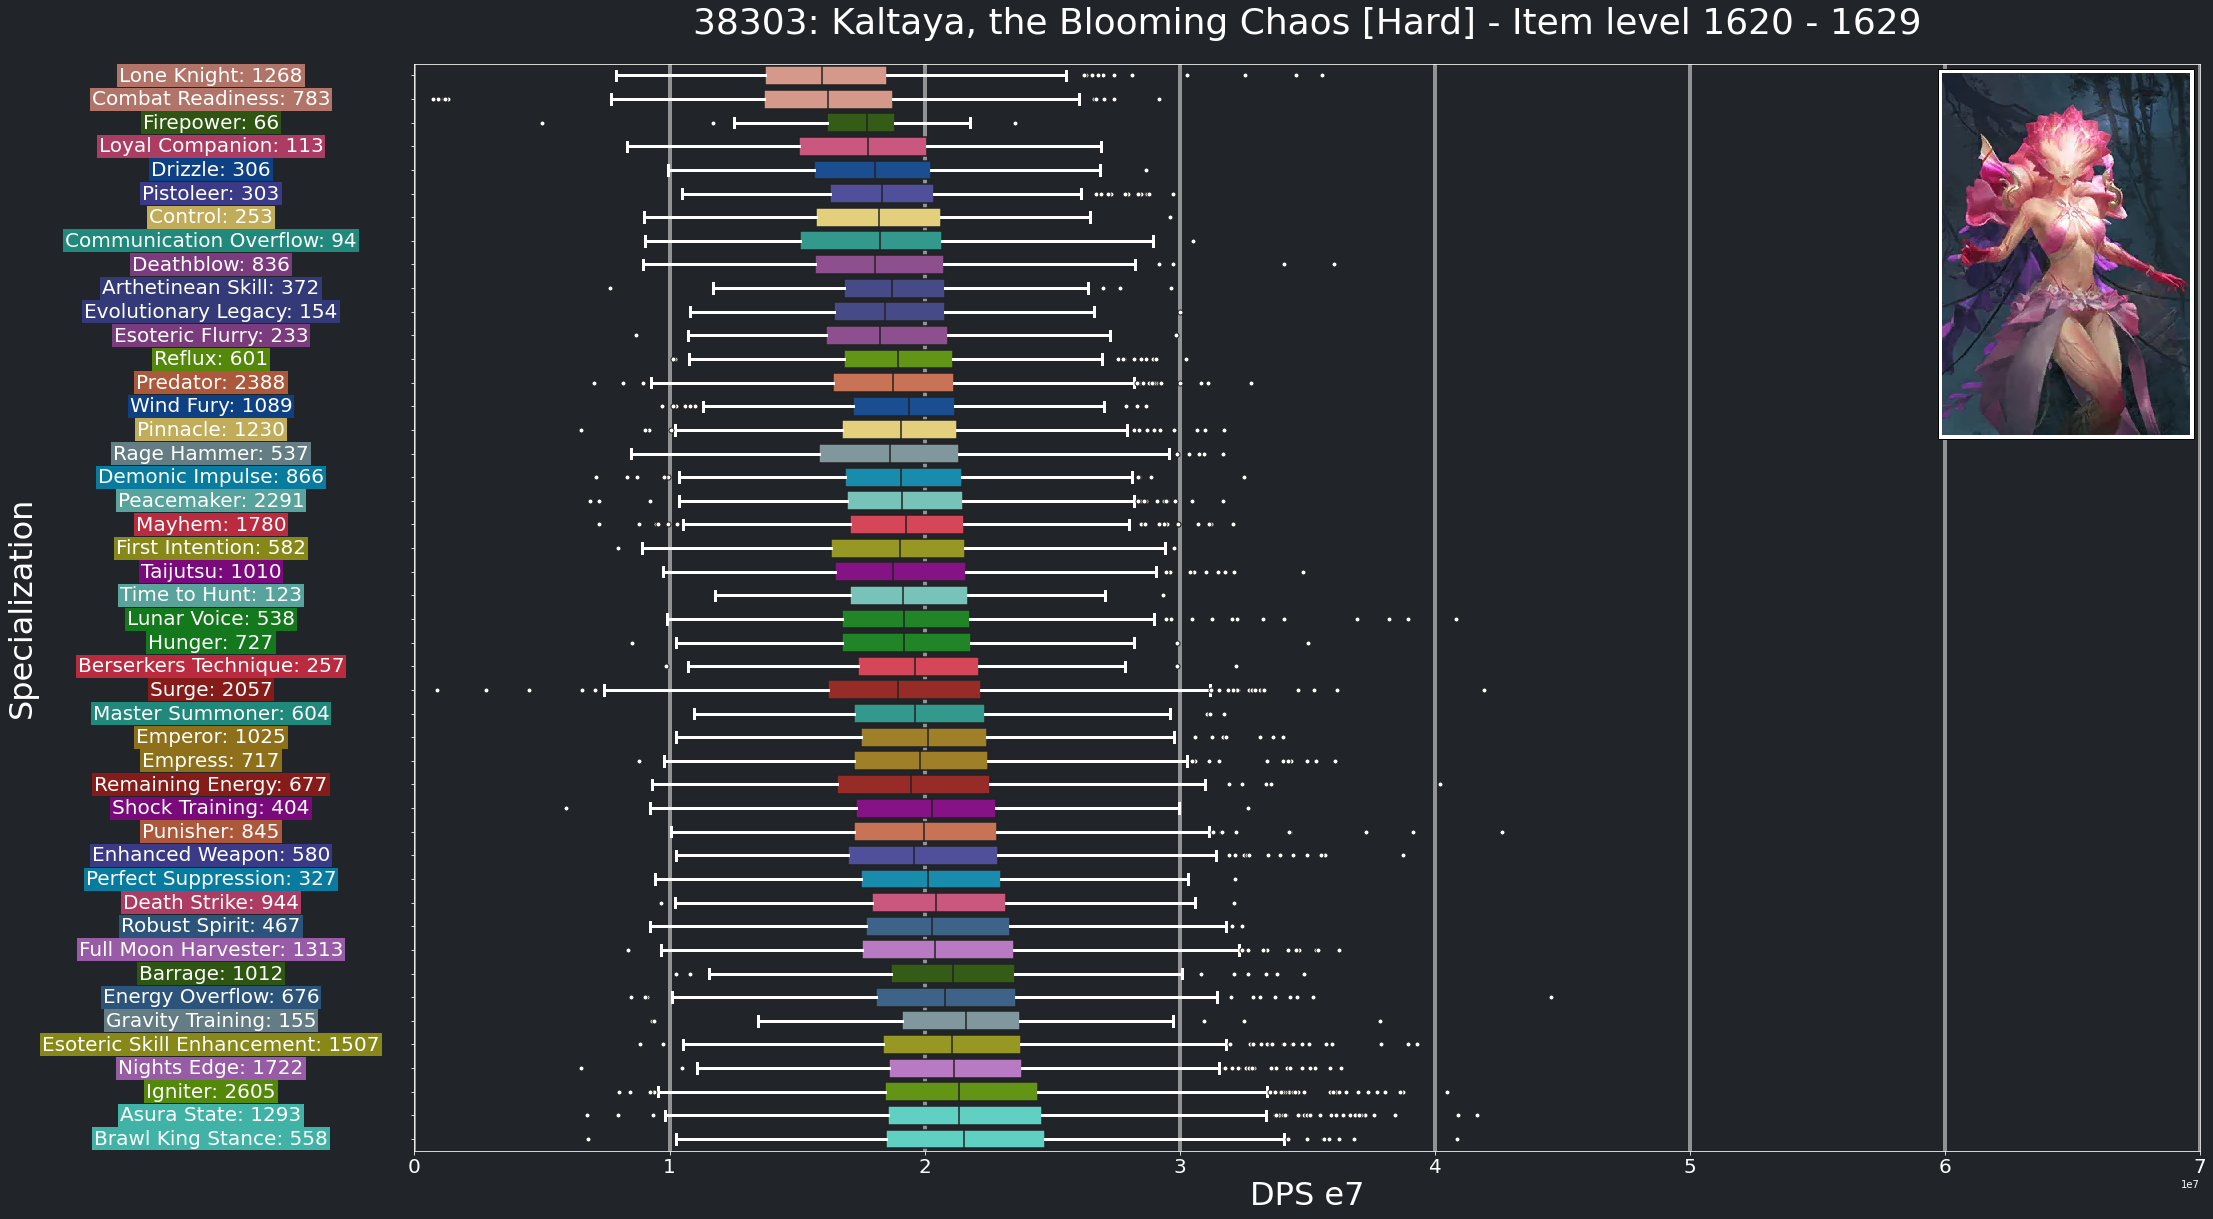 38303: Kaltaya, the Blooming Chaos [Hard] - Item level 1620 - 1629
Specialization
Lone Knight: 1268
Combat Readiness: 783
Firepower: 66
Loyal Companion: 113
Drizzle: 306
Pistoleer: 303
Control: 253
Communication Overflow: 94
Deathblow: 836
Arthetinean Skill: 372
Evolutionary Legacy: 154
Esoteric Flurry: 233
Reflux: 601
Predator: 2388
Wind Fury: 1089
Pinnacle: 1230
Rage Hammer: 537
Demonic Impulse: 866
Peacemaker: 2291
Mayhem: 1780
First Intention: 582
Taijutsu: 1010
Time to Hunt: 123
Lunar Voice: 538
Hunger: 727
Berserkers Technique: 257
Surge: 2057
Master Summoner: 604
Emperor: 1025
Empress: 717
Remaining Energy: 677
Shock Training: 404
Punisher: 845
Enhanced Weapon: 580
Perfect Suppression: 327
Death Strike: 944
Robust Spirit: 467
Full Moon Harvester: 1313
Barrage: 1012
Energy Overflow: 676
Gravity Training: 155
Esoteric Skill Enhancement: 1507
Nights Edge: 1722
Igniter: 2605
Asura State: 1293
Brawl King Stance: 558
0 1 2 3 4 5 6 7
1e7
DPS e7